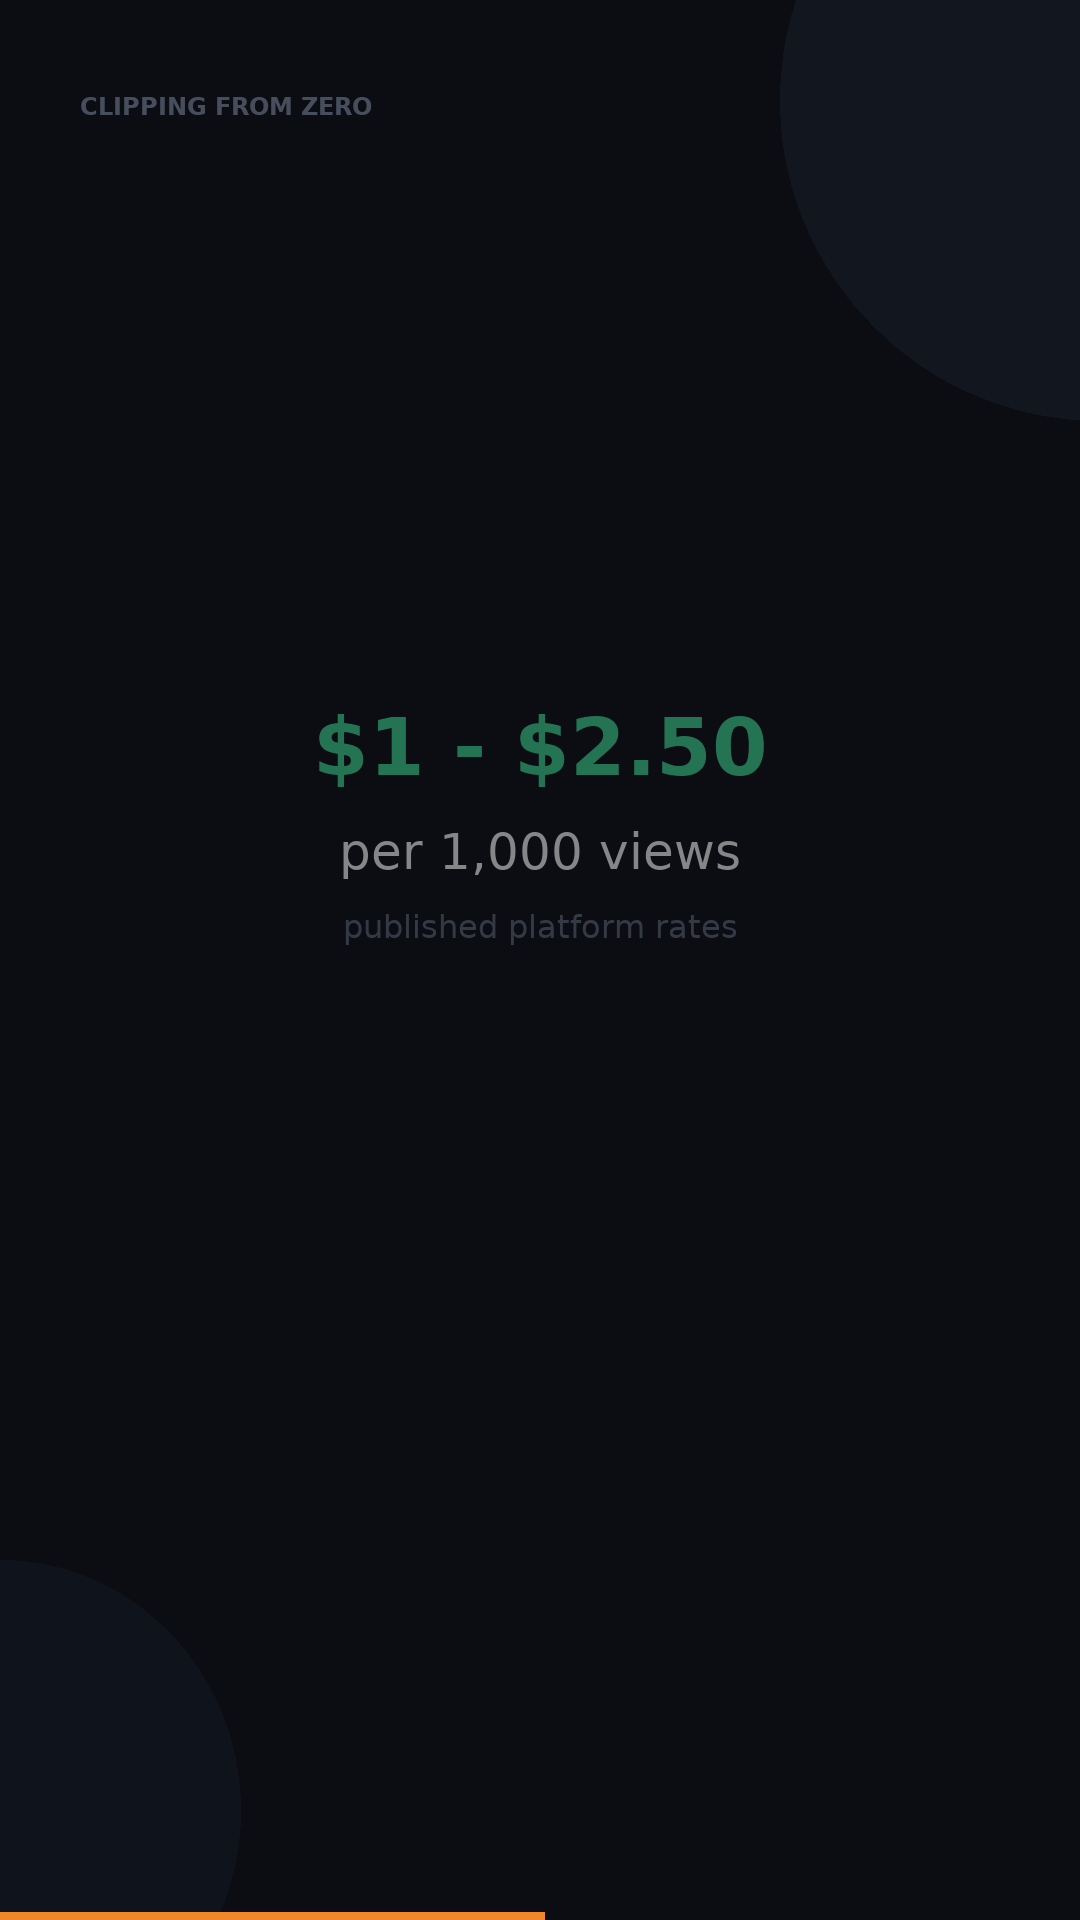 CLIPPING FROM ZERO
$1 - $2.50
per 1,000 views
published platform rates